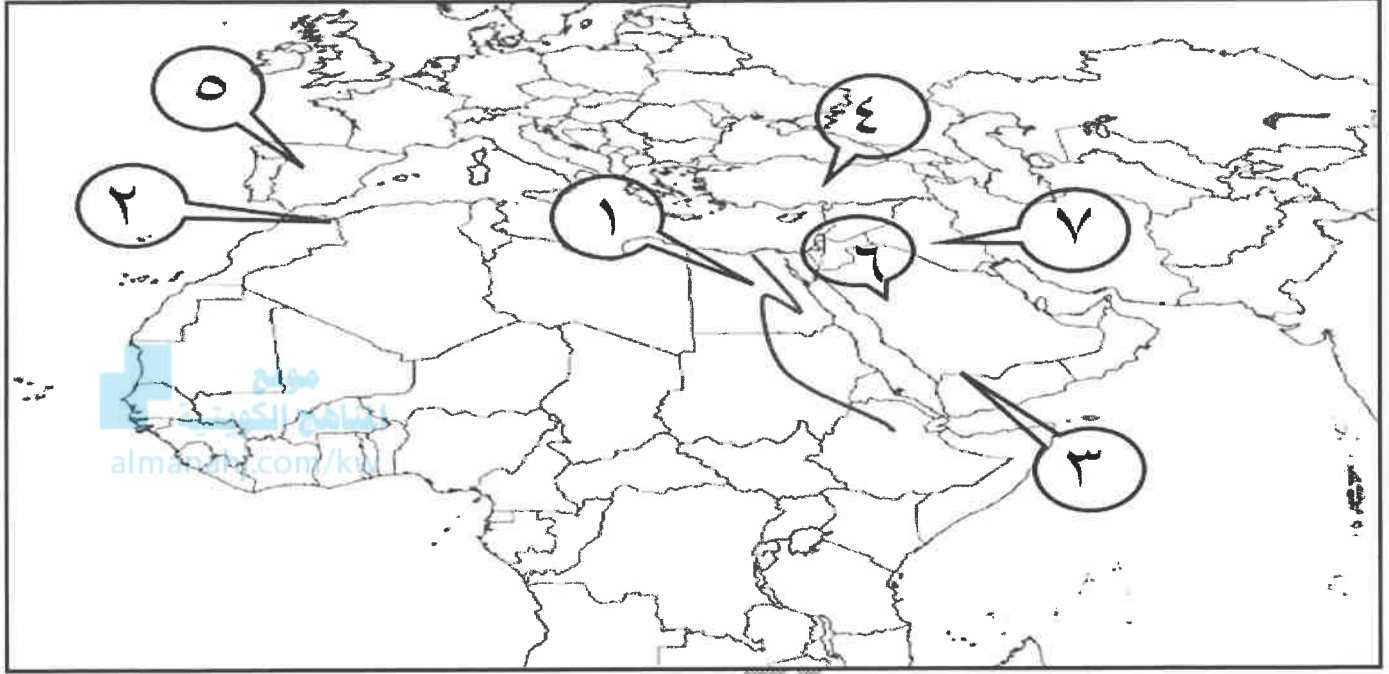 ٥
٤
٢
١
٧
٦
٣
موقع
المناهج الكويتية
almanahj.com/kw